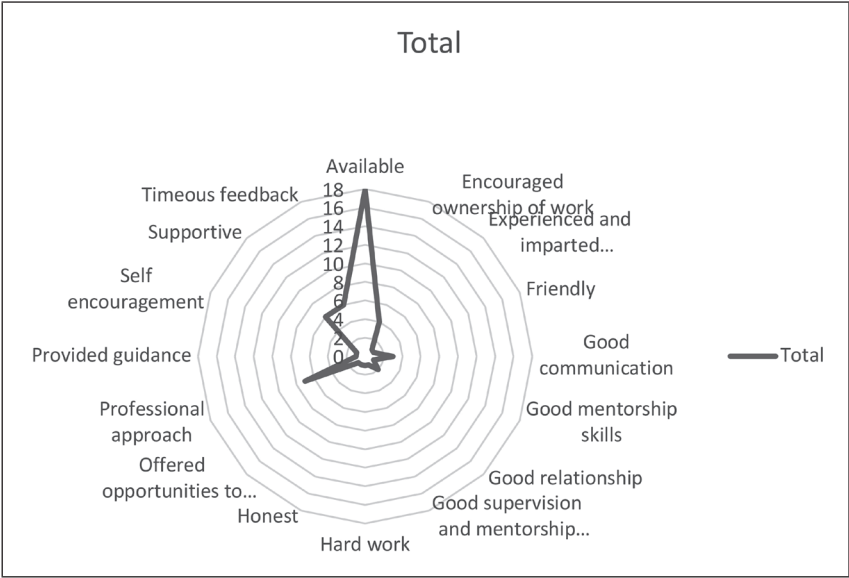 Total
Available
Encouraged
ownership of work
Experienced and
imparted...
Friendly
Good
communication
Good mentorship
skills
Good relationship
Good supervision
and mentorship...
Hard work
Honest
Offered
opportunities to...
Professional
approach
Provided guidance
Self
encouragement
Supportive
Timeous feedback
18
16
14
12
10
8
6
4
2
0
Total